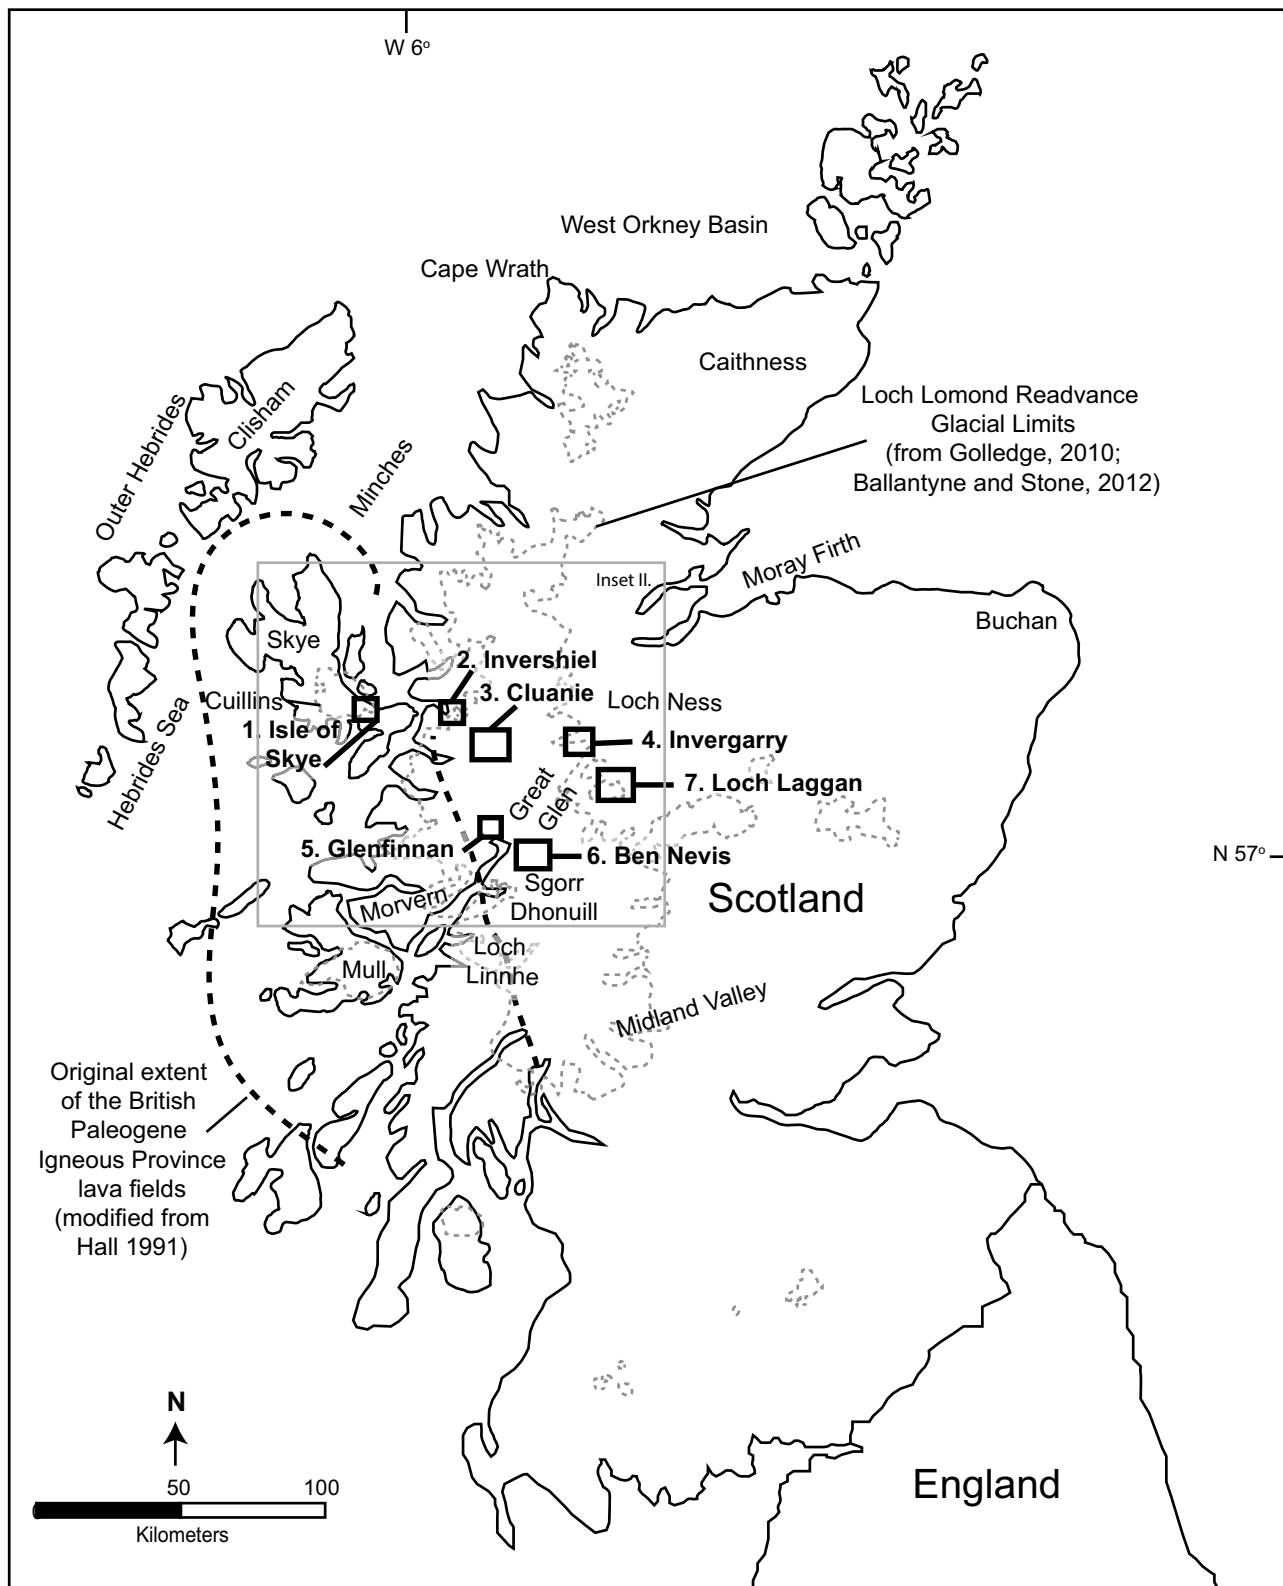 W 6°
West Orkney Basin
Cape Wrath
Caithness
Loch Lomond Readvance
Glacial Limits
(from Golledge, 2010;
Ballantyne and Stone, 2012)
Outer Hebrides
Clisham
Minches
Moray Firth
Inset II.
Buchan
Skye
2. Invershiel
3. Cluanie
Cuillins
Loch Ness
1. Isle of
Skye
4. Invergarry
Hebrides Sea
7. Loch Laggan
Great
Glen
5. Glenfinnan
6. Ben Nevis
N 57°
Sgorr
Dhonuill
Scotland
Morvern
Loch
Linnhe
Mull
Midland Valley
Original extent
of the British
Paleogene
Igneous Province
lava fields
(modified from
Hall 1991)
N
50
100
Kilometers
England